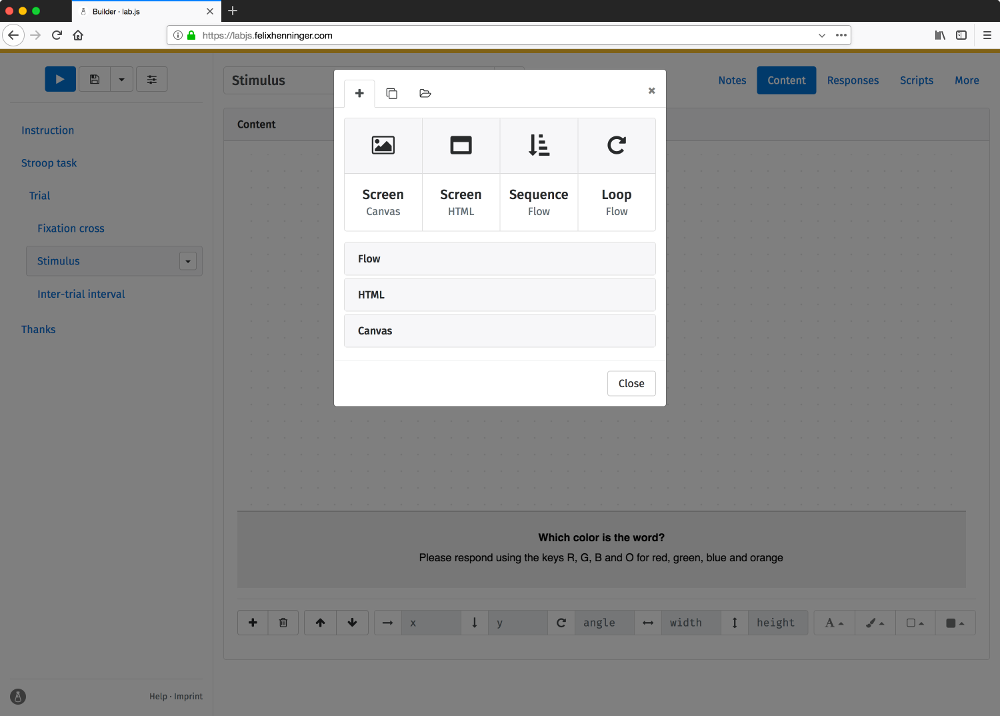 Builder · lab.js
https://labjs.felixhenninger.com
Stimulus
Notes
Content
Responses
Scripts
More
Instruction
Stroop task
Trial
Fixation cross
Stimulus
Inter-trial interval
Thanks
Content
Screen
Canvas
Screen
HTML
Sequence
Flow
Loop
Flow
Flow
HTML
Canvas
Close
Which color is the word?
Please respond using the keys R, G, B and O for red, green, blue and orange
x
y
angle
width
height
A
Help · Imprint